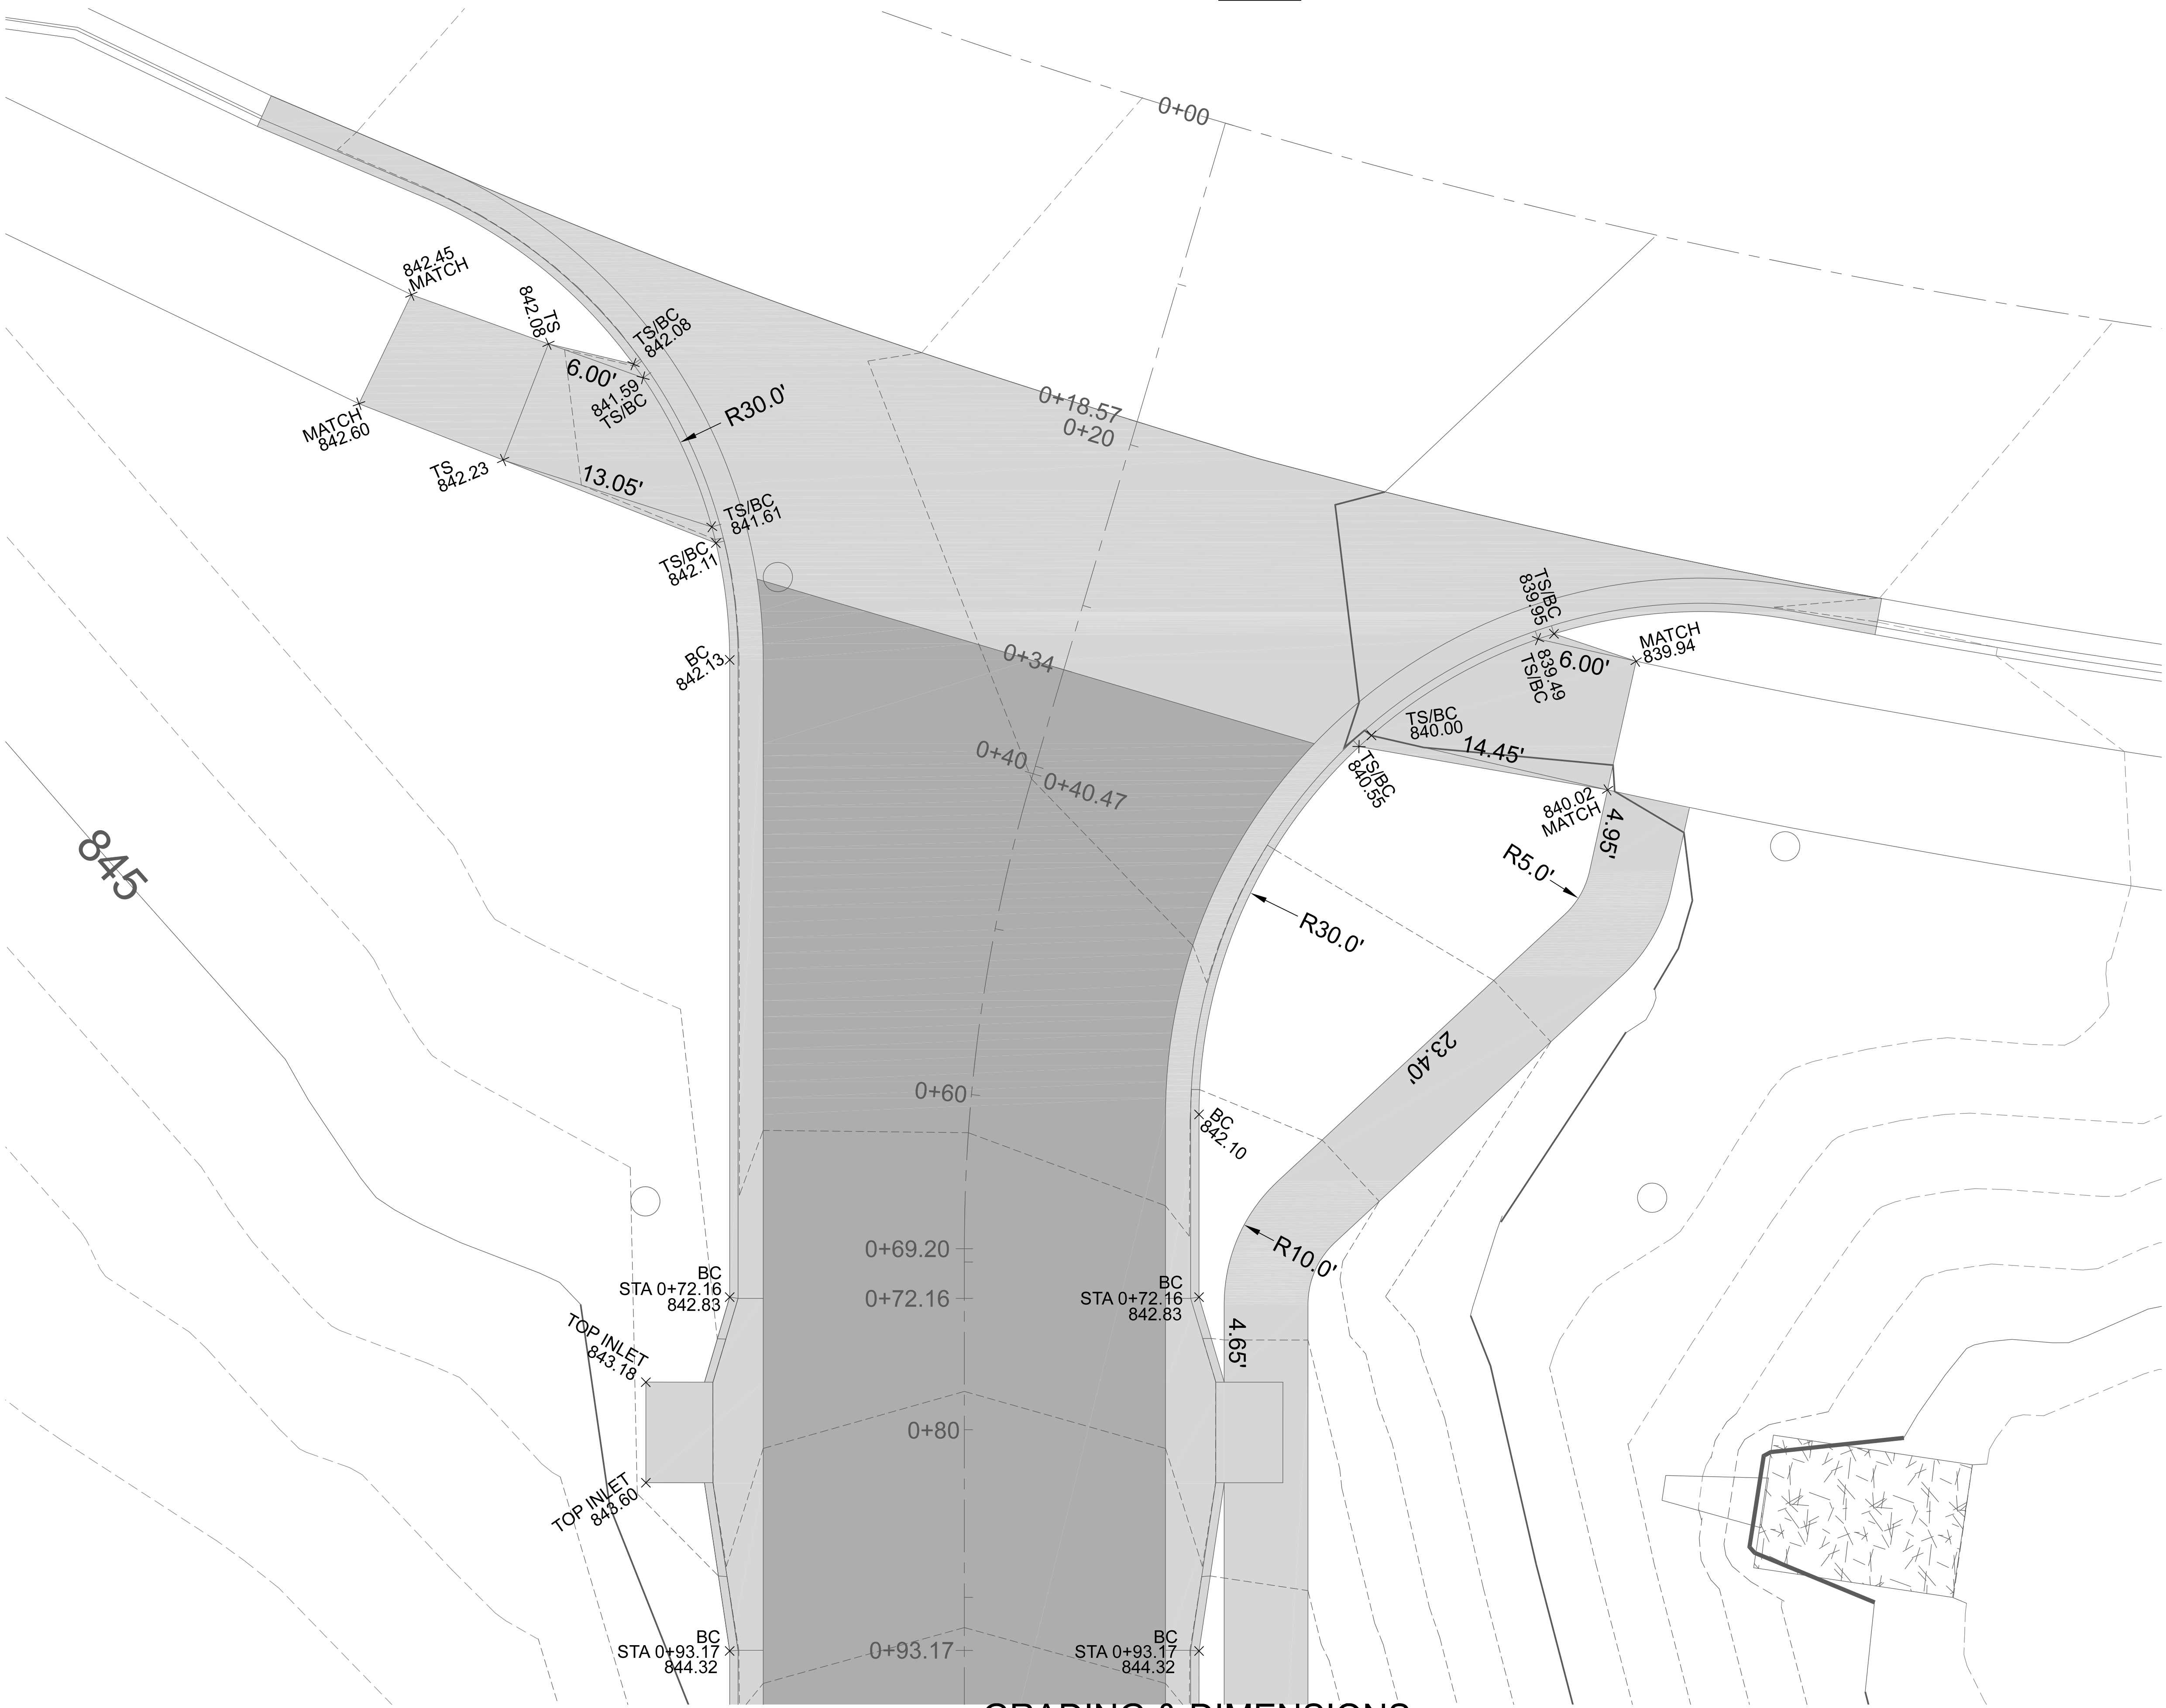 0+00
842.45
MATCH
TS
842.08
TS/BC
842.08
6.00'
841.59
TS/BC
R30.0'
0+18.57
0+20
MATCH
842.60
TS
842.23
13.05'
TS/BC
841.61
TS/BC
842.11
TS/BC
839.95
MATCH
839.94
6.00'
839.49
TS/BC
BC
842.13
0+34
TS/BC
840.00
14.45'
0+40
0+40.47
TS/BC
840.55
840.02
MATCH
4.95'
845
R5.0'
R30.0'
23.40'
0+60
BC
842.10
0+69.20
R10.0'
BC
STA 0+72.16
842.83
0+72.16
BC
STA 0+72.16
842.83
TOP INLET
843.18
4.65'
0+80
TOP INLET
843.60
BC
STA 0+93.17
844.32
0+93.17
BC
STA 0+93.17
844.32
GRADING & DIMENSIONS